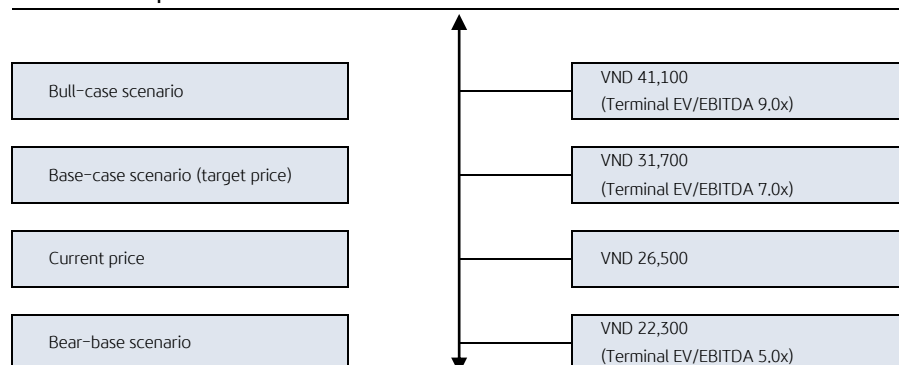 Bull-case scenario
VND 41,100
(Terminal EV/EBITDA 9.0x)
Base-case scenario (target price)
VND 31,700
(Terminal EV/EBITDA 7.0x)
Current price
VND 26,500
Bear-base scenario
VND 22,300
(Terminal EV/EBITDA 5.0x)